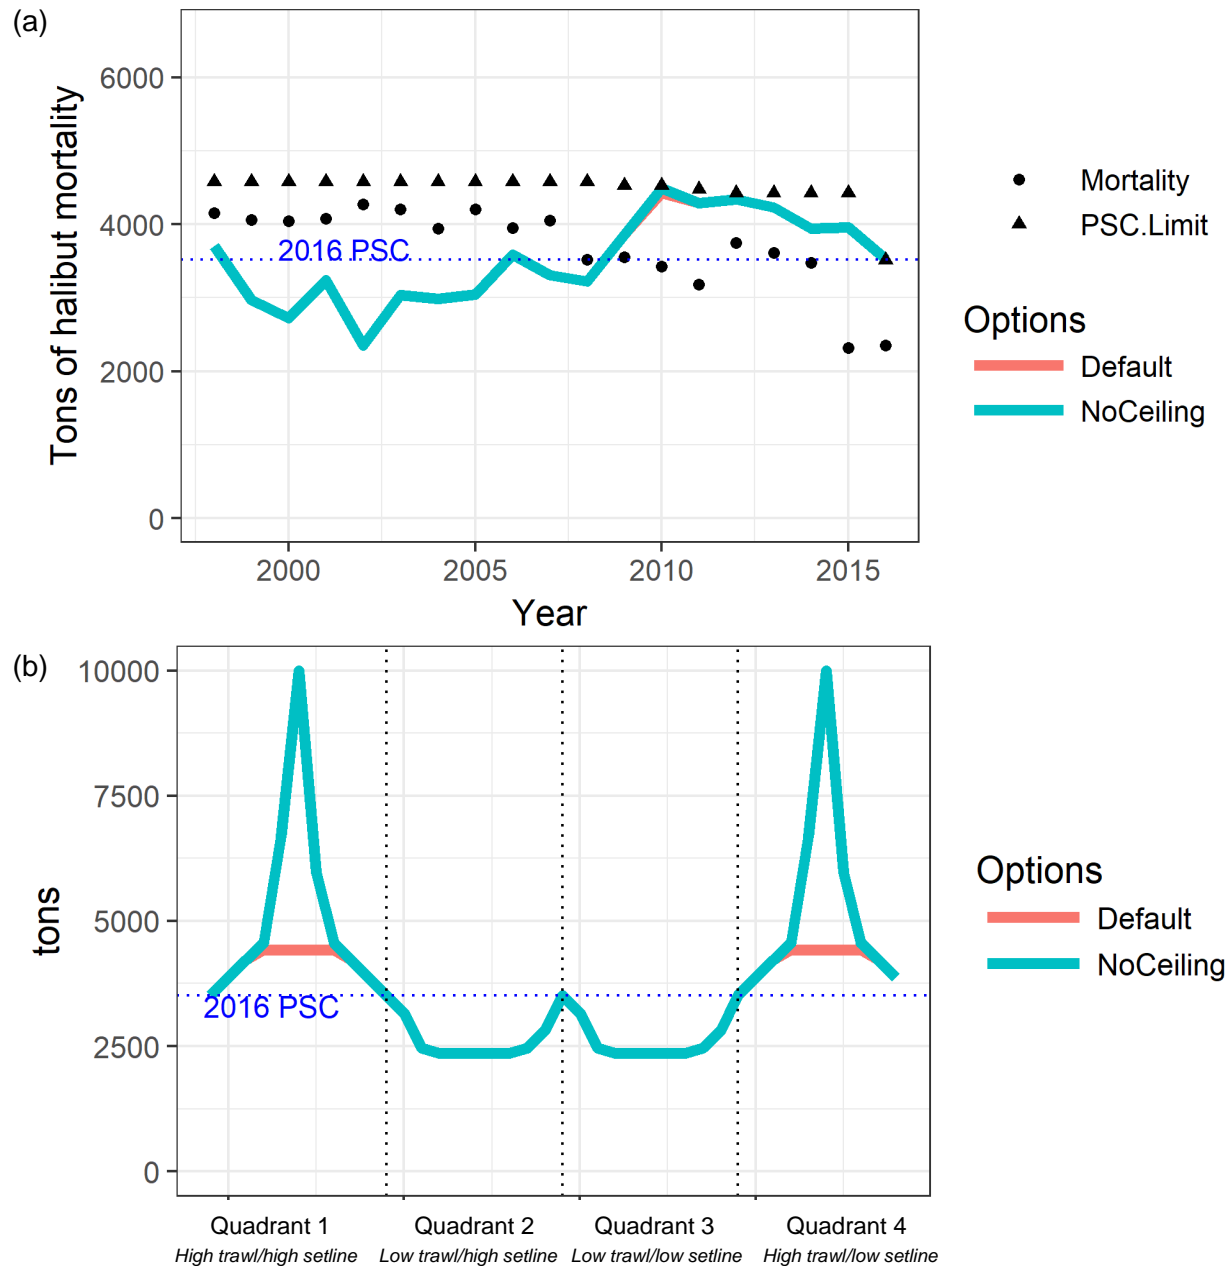 (a)
Tons of halibut mortality
6000
4000
2000
0
2016 PSC
2000 2005 2010 2015
Year
Mortality
PSC.Limit
Options
Default
NoCeiling
(b)
tons
10000
7500
5000
2500
0
2016 PSC
Quadrant 1 Quadrant 2 Quadrant 3 Quadrant 4
High trawl/high setline Low trawl/high setline Low trawl/low setline High trawl/low setline
Options
Default
NoCeiling